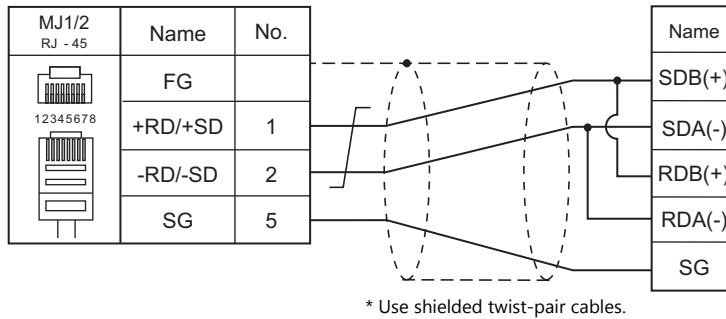 MJ1/2
RJ - 45
Name
No.
Name
FG
12345678
+RD/+SD
1
-RD/-SD
2
SG
5
SDB(+)
SDA(-)
RDB(+)
RDA(-)
SG
* Use shielded twist-pair cables.